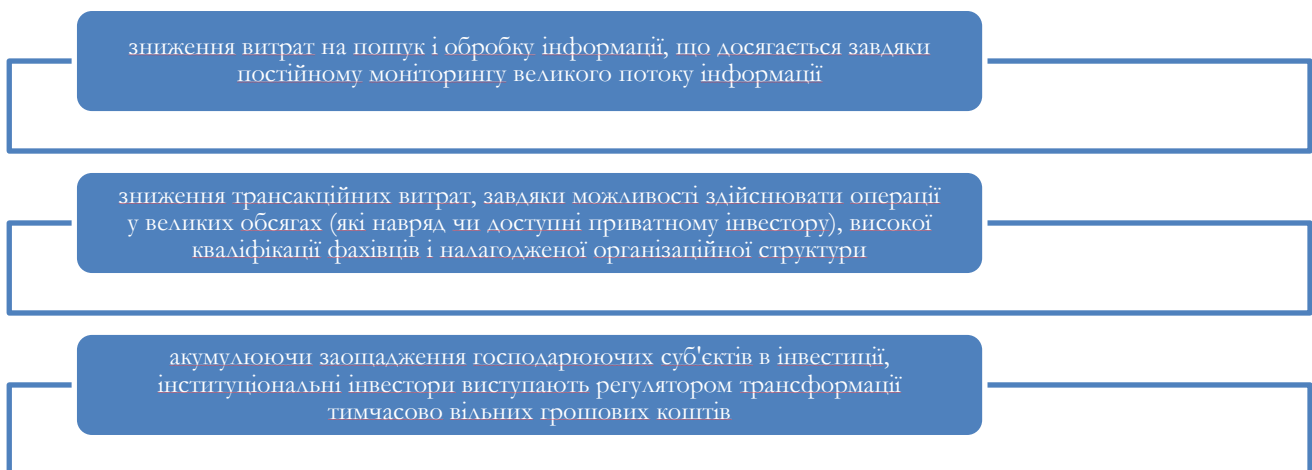 зниження витрат на пошук і обробку інформації, що досягається завдяки
постійному моніторингу великого потоку інформації
зниження трансакційних витрат, завдяки можливості здійснювати операції
у великих обсягах (які навряд чи доступні приватному інвестору), високої
кваліфікації фахівців і налагодженої організаційної структури
акумулюючи заощадження господарюючих суб'єктів в інвестиції,
інституціональні інвестори виступають регулятором трансформації
тимчасово вільних грошових коштів